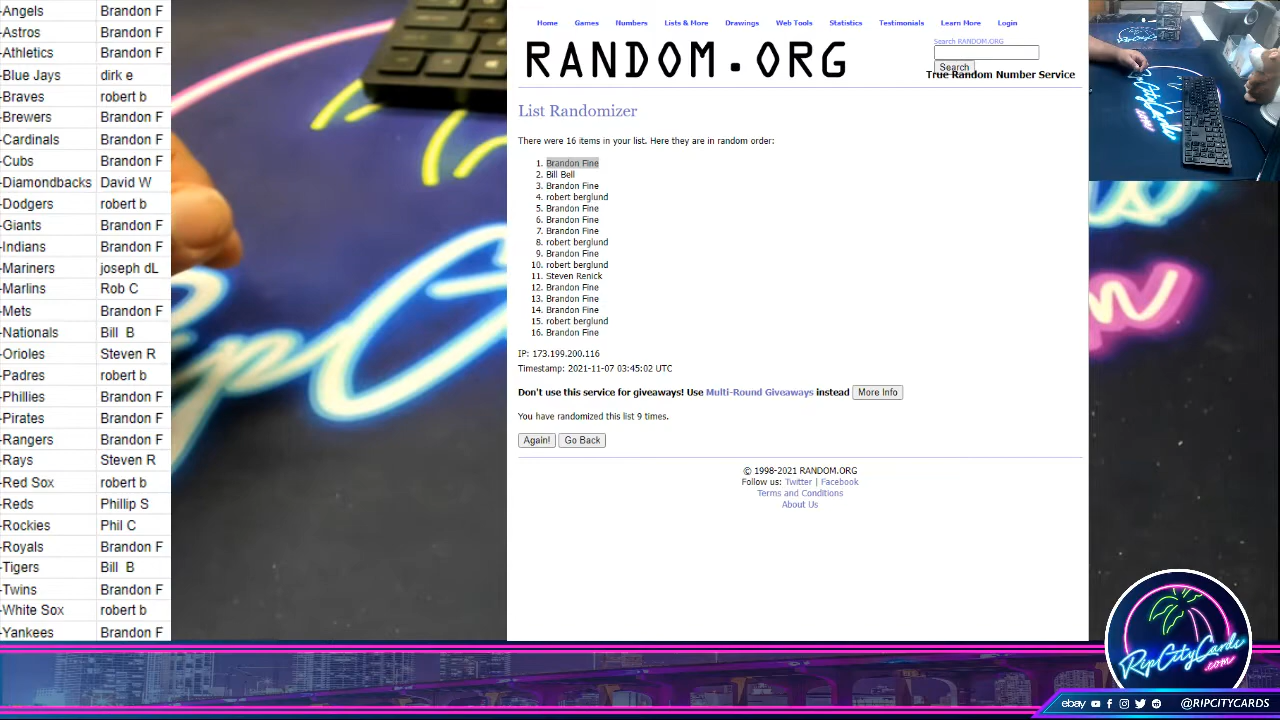 -Angels Brandon F
-Astros Brandon F
-Athletics Brandon F
-Blue Jays dirk e
-Braves robert b
-Brewers Brandon F
-Cardinals Brandon F
-Cubs Brandon F
-Diamondbacks David W
-Dodgers robert b
-Giants Brandon F
-Indians Brandon F
-Mariners joseph dL
-Marlins Rob C
-Mets Brandon F
-Nationals Bill B
-Orioles Steven R
-Padres robert b
-Phillies Brandon F
-Pirates Brandon F
-Rangers Brandon F
-Rays Steven R
-Red Sox robert b
-Reds Phillip S
-Rockies Phil C
-Royals Brandon F
-Tigers Bill B
-Twins Brandon F
-White Sox robert b
-Yankees Brandon F
Home Games Numbers Lists & More Drawings Web Tools Statistics Testimonials Learn More Login
RANDOM.ORG
Search RANDOM.ORG
Search
True Random Number Service
List Randomizer
There were 16 items in your list. Here they are in random order:
1. Brandon Fine
2. Bill Bell
3. Brandon Fine
4. robert berglund
5. Brandon Fine
6. Brandon Fine
7. Brandon Fine
8. robert berglund
9. Brandon Fine
10. robert berglund
11. Steven Renick
12. Brandon Fine
13. Brandon Fine
14. Brandon Fine
15. robert berglund
16. Brandon Fine
IP: 173.199.200.116
Timestamp: 2021-11-07 03:45:02 UTC
Don't use this service for giveaways! Use Multi-Round Giveaways instead More Info
You have randomized this list 9 times.
Again! Go Back
© 1998-2021 RANDOM.ORG
Follow us: Twitter | Facebook
Terms and Conditions
About Us
RipCityCards
.com
ebay @RIPCITYCARDS